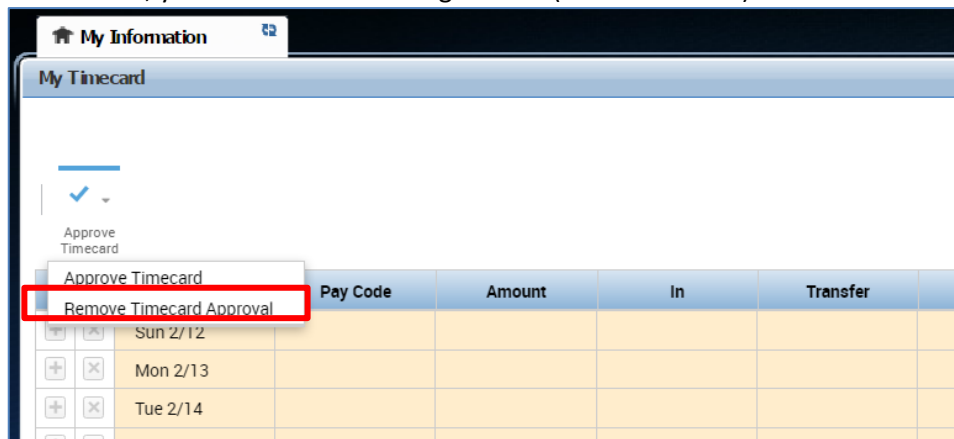 My Information
My Timecard
Approve
Timecard
Approve Timecard
Remove Timecard Approval
Pay Code Amount In Transfer
Sun 2/12
Mon 2/13
Tue 2/14